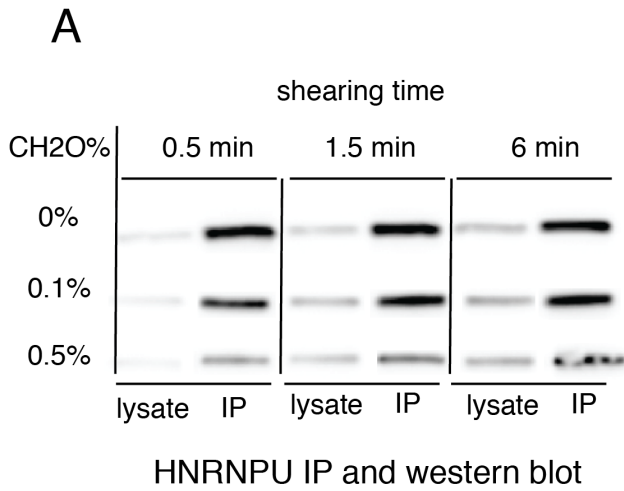 A
shearing time
CH2O% 0.5 min 1.5 min 6 min
0%
0.1%
0.5%
lysate IP lysate IP lysate IP
HNRNPU IP and western blot